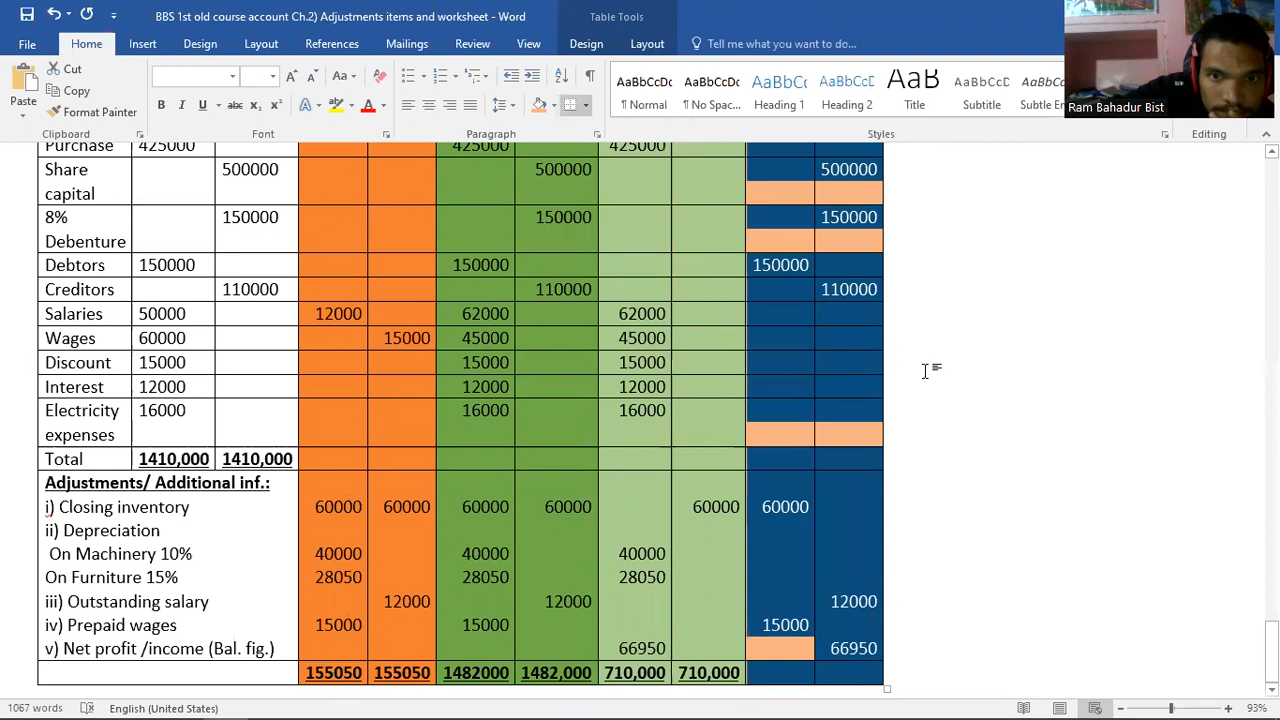 BBS 1st old course account Ch.2) Adjustments items and worksheet - Word
Table Tools
File Home Insert Design Layout References Mailings Review View Design Layout Tell me what you want to do...
Ram Bahadur Bist
Paste Cut
Copy
Format Painter
Aa
B I U abc x₂ x² A A
AaBbCcDc AaBbCcDc AaBbCc AaBbCcD AaB AaBbCcD AaBbCcDc
¶ Normal ¶ No Spac... Heading Heading 2 Title Subtitle Subtle Em
Clipboard Font Paragraph Styles Editing
Purchase 425000 425000 425000
Share capital 500000 500000 500000
8% Debenture 150000 150000 150000
Debtors 150000 150000 150000
Creditors 110000 110000 110000
Salaries 50000 12000 62000 62000
Wages 60000 15000 45000 45000
Discount 15000 15000 15000
Interest 12000 12000 12000
Electricity expenses 16000 16000 16000
Total 1410,000 1410,000
Adjustments/ Additional inf.:
i) Closing inventory 60000 60000 60000 60000 60000 60000
ii) Depreciation
On Machinery 10% 40000 40000 40000
On Furniture 15% 28050 28050 28050
iii) Outstanding salary 12000 12000 12000
iv) Prepaid wages 15000 15000 15000
v) Net profit /income (Bal. fig.) 66950 66950
155050 155050 1482000 1482,000 710,000 710,000
1067 words English (United States) 93%